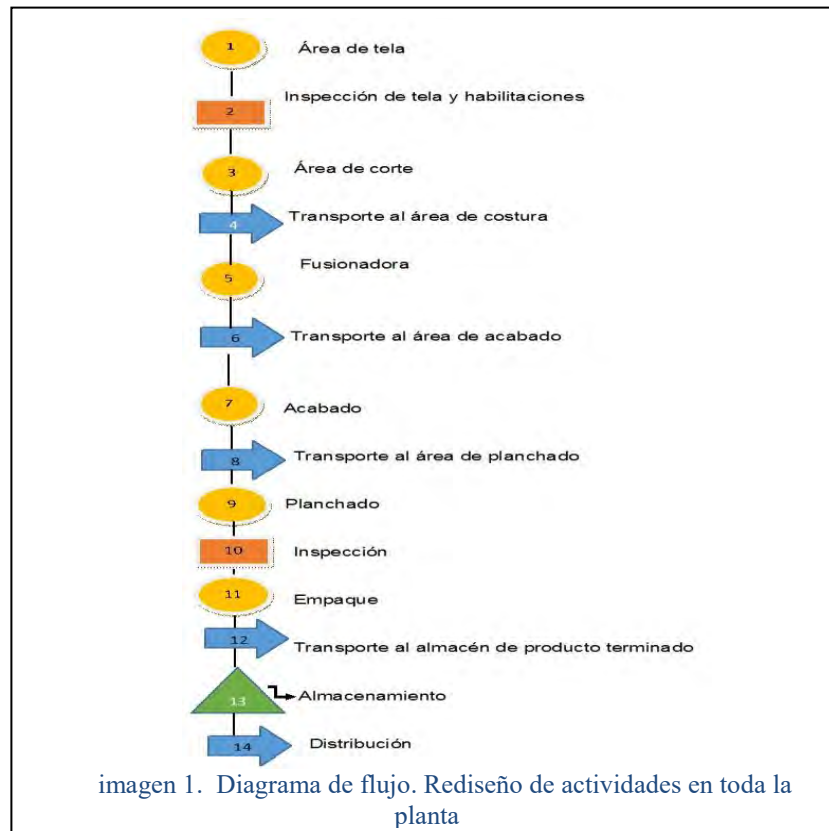 1 Área de tela
2 Inspección de tela y habilitaciones
3 Área de corte
4 Transporte al área de costura
5 Fusionadora
6 Transporte al área de acabado
7 Acabado
8 Transporte al área de planchado
9 Planchado
10 Inspección
11 Empaque
12 Transporte al almacén de producto terminado
13 Almacenamiento
14 Distribución
imagen 1. Diagrama de flujo. Rediseño de actividades en toda la
planta